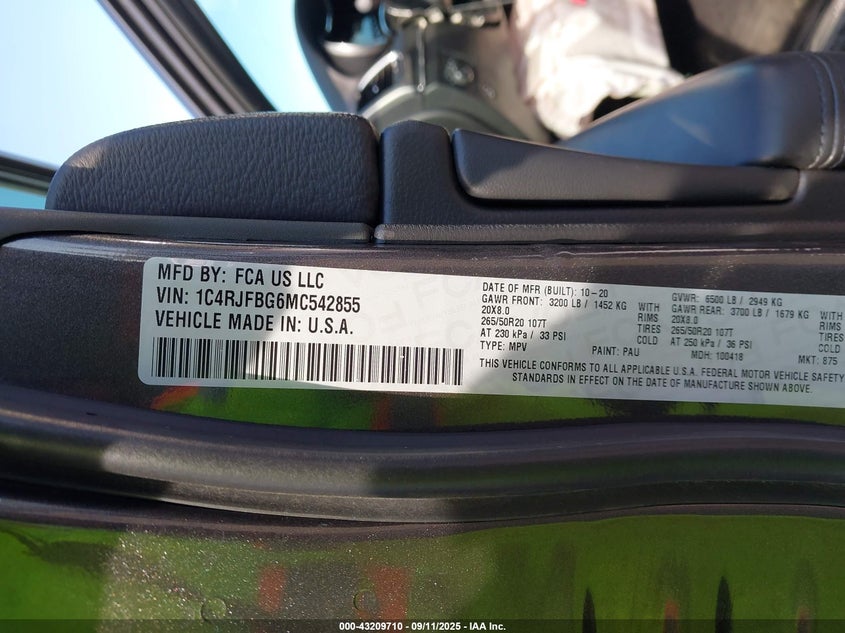 MFD BY: FCA US LLC
VIN: 1C4RJFBG6MC542855
VEHICLE MADE IN: U.S.A.
DATE OF MFR (BUILT): 10-20
GVWR: 6500 LB / 2949 KG
GAWR FRONT: 3200 LB / 1452 KG WITH
GAWR REAR: 3700 LB / 1679 KG WITH
20X8.0 RIMS
20X8.0 RIMS
265/50R20 107T TIRES
265/50R20 107T TIRES
AT 230 kPa / 33 PSI COLD
AT 250 kPa / 36 PSI COLD
TYPE: MPV PAINT: PAU MDH: 100418 MKT: 875
THIS VEHICLE CONFORMS TO ALL APPLICABLE U.S.A. FEDERAL MOTOR VEHICLE SAFETY
STANDARDS IN EFFECT ON THE DATE OF MANUFACTURE SHOWN ABOVE.
000-43209710 - 09/11/2025 - IAA Inc.